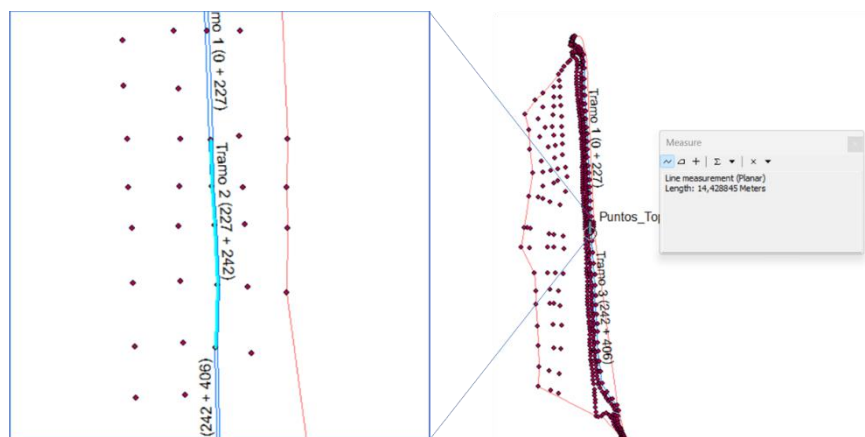 mo 1 (0 + 227)
Tramo 2 (227 + 242)
(242 + 406)
Tramo 1 (0 + 227)
Puntos_Top
Tramo 3 (242 + 406)
Measure
Line measurement (Planar)
Length: 14,428845 Meters